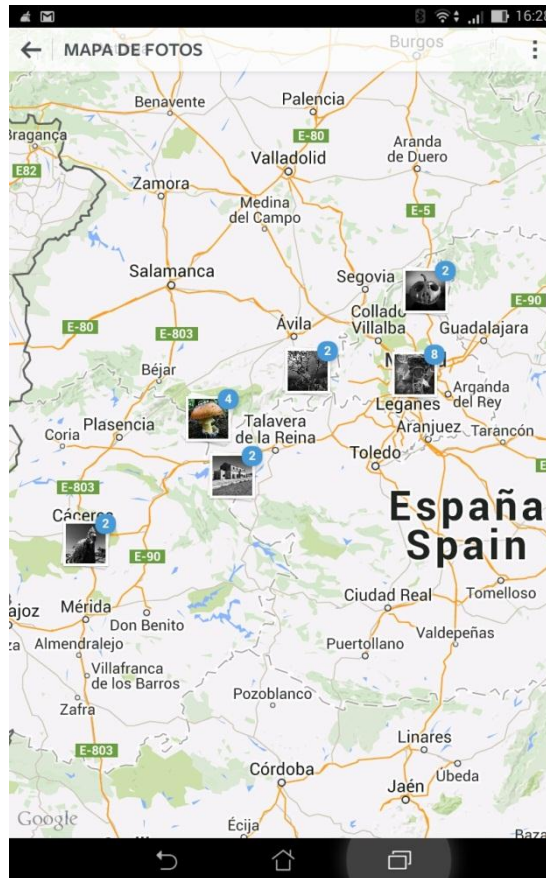 16:28
MAPA DE FOTOS
Burgos
Benavente
Palencia
Bragança
E-80
Aranda
de Duero
Valladolid
E82
Zamora
Medina
del Campo
E-5
Salamanca
Segovia
2
E-90
Collado
Villalba
Guadalajara
E-80
E-803
Ávila
2
8
Béjar
Arganda
del Rey
4
Leganes
Plasencia
Coria
Talavera
de la Reina
Aranjuez
Tarancón
Toledo
2
E-803
España
Spain
Cáceres
2
E-90
Ciudad Real
Tomelloso
Mérida
Don Benito
Valdepeñas
Almendralejo
Puertollano
Villafranca
de los Barros
Pozoblanco
Zafra
Linares
E-803
Córdoba
Úbeda
Jaén
Google
Écija
Baza